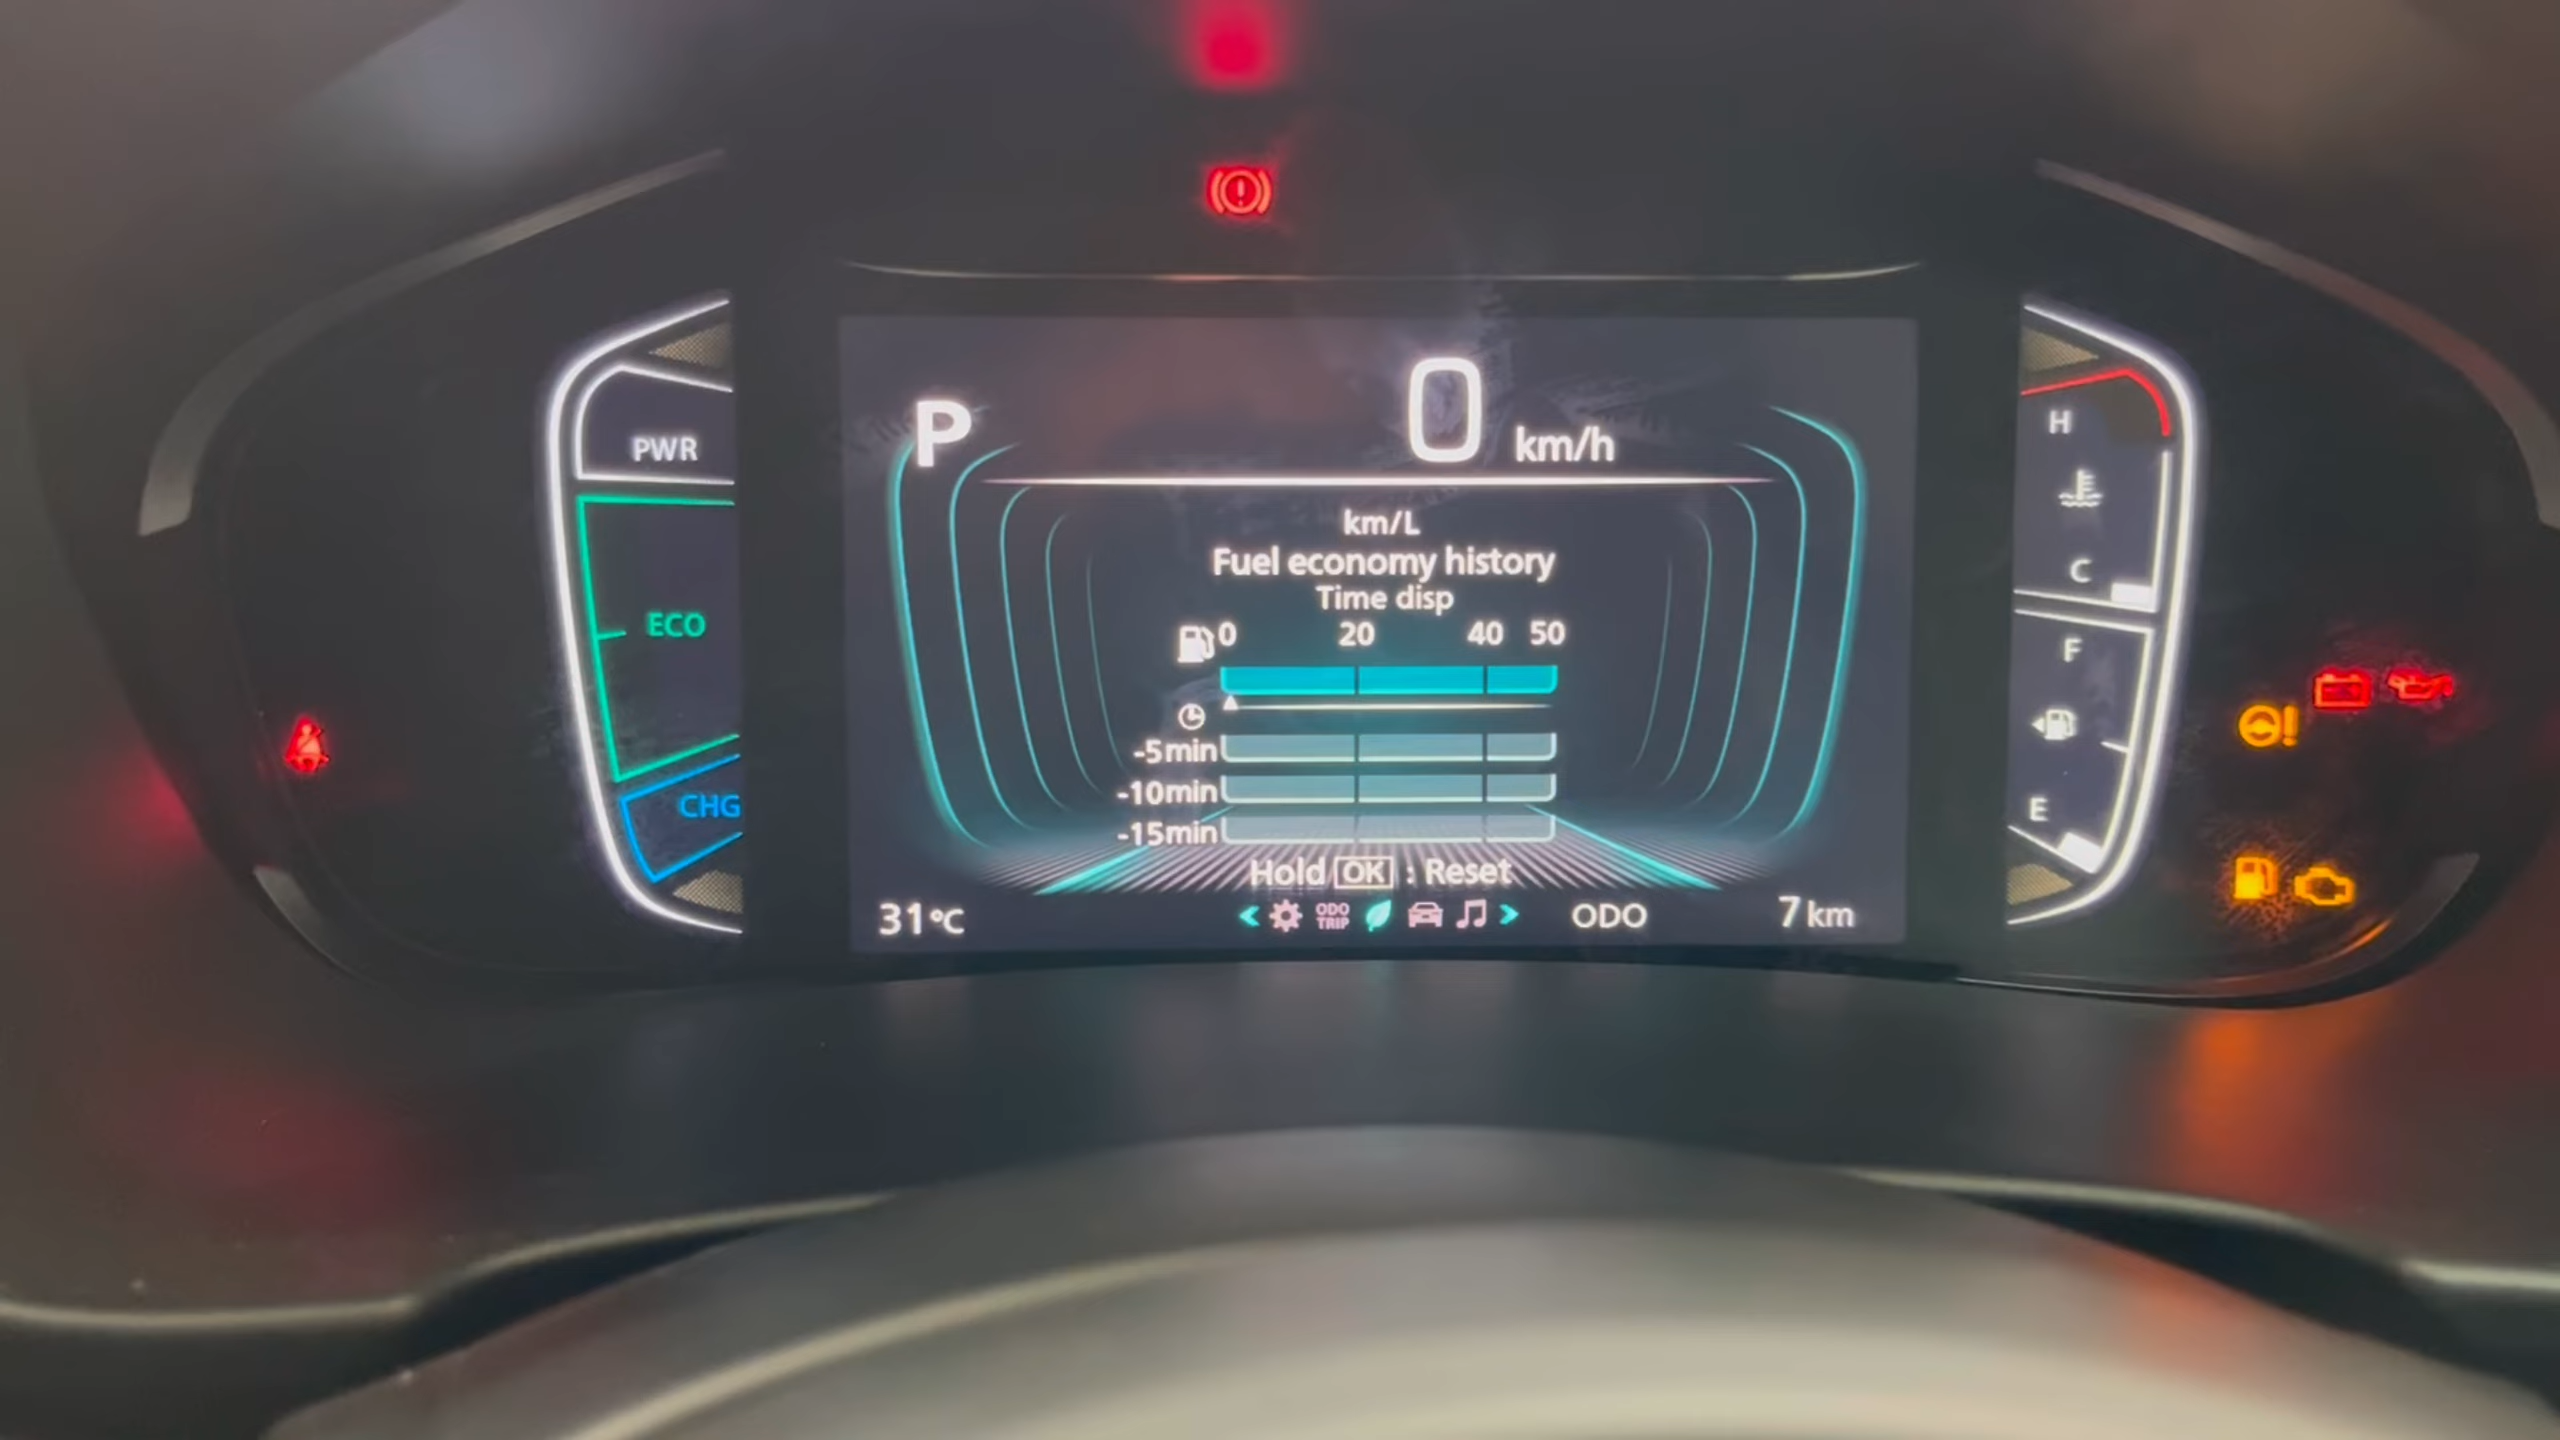 PWR
ECO
CHG
P
0 km/h
km/L
Fuel economy history
Time disp
0 20 40 50
-5min
-10min
-15min
Hold OK : Reset
31°C
ODO
TRIP
ODO 7 km
H
C
F
E